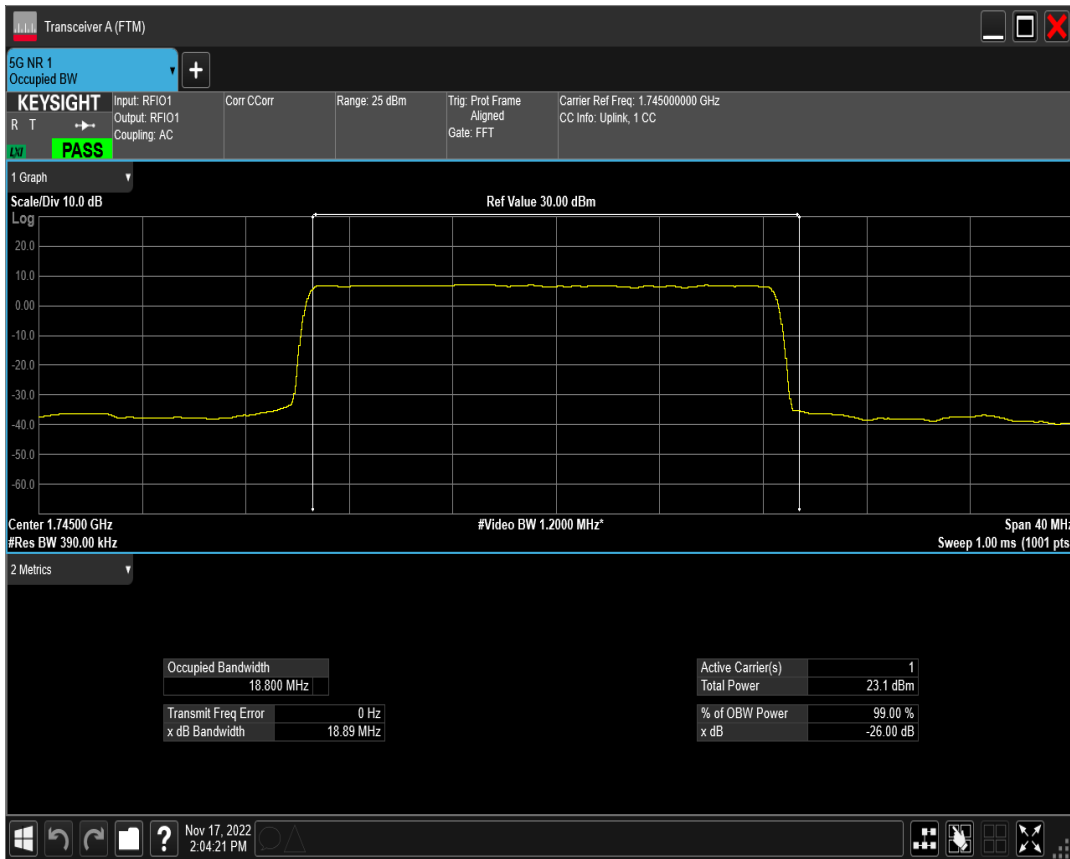 Transceiver A (FTM)
5G NR 1
Occupied BW
+
KEYSIGHT
R T
LXI
PASS
Input: RFIO1
Output: RFIO1
Coupling: AC
Corr CCorr
Range: 25 dBm
Trig: Prot Frame
Aligned
Gate: FFT
Carrier Ref Freq: 1.745000000 GHz
CC Info: Uplink, 1 CC
1 Graph
Scale/Div 10.0 dB
Ref Value 30.00 dBm
Log
20.0
10.0
0.00
-10.0
-20.0
-30.0
-40.0
-50.0
-60.0
Center 1.74500 GHz
#Video BW 1.2000 MHz*
Span 40 MHz
#Res BW 390.00 kHz
Sweep 1.00 ms (1001 pts
2 Metrics
Occupied Bandwidth
18.800 MHz
Transmit Freq Error 0 Hz
x dB Bandwidth 18.89 MHz
Active Carrier(s) 1
Total Power 23.1 dBm
% of OBW Power 99.00 %
x dB -26.00 dB
?
Nov 17, 2022
2:04:21 PM